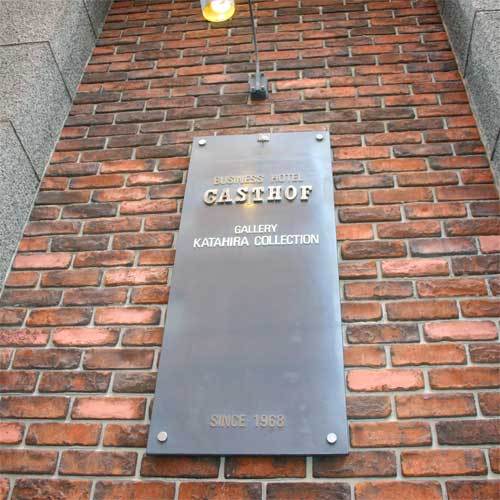 BUSINESS HOTEL
GASTHOF
GALLERY
KATAHIRA COLLECTION
SINCE 1968